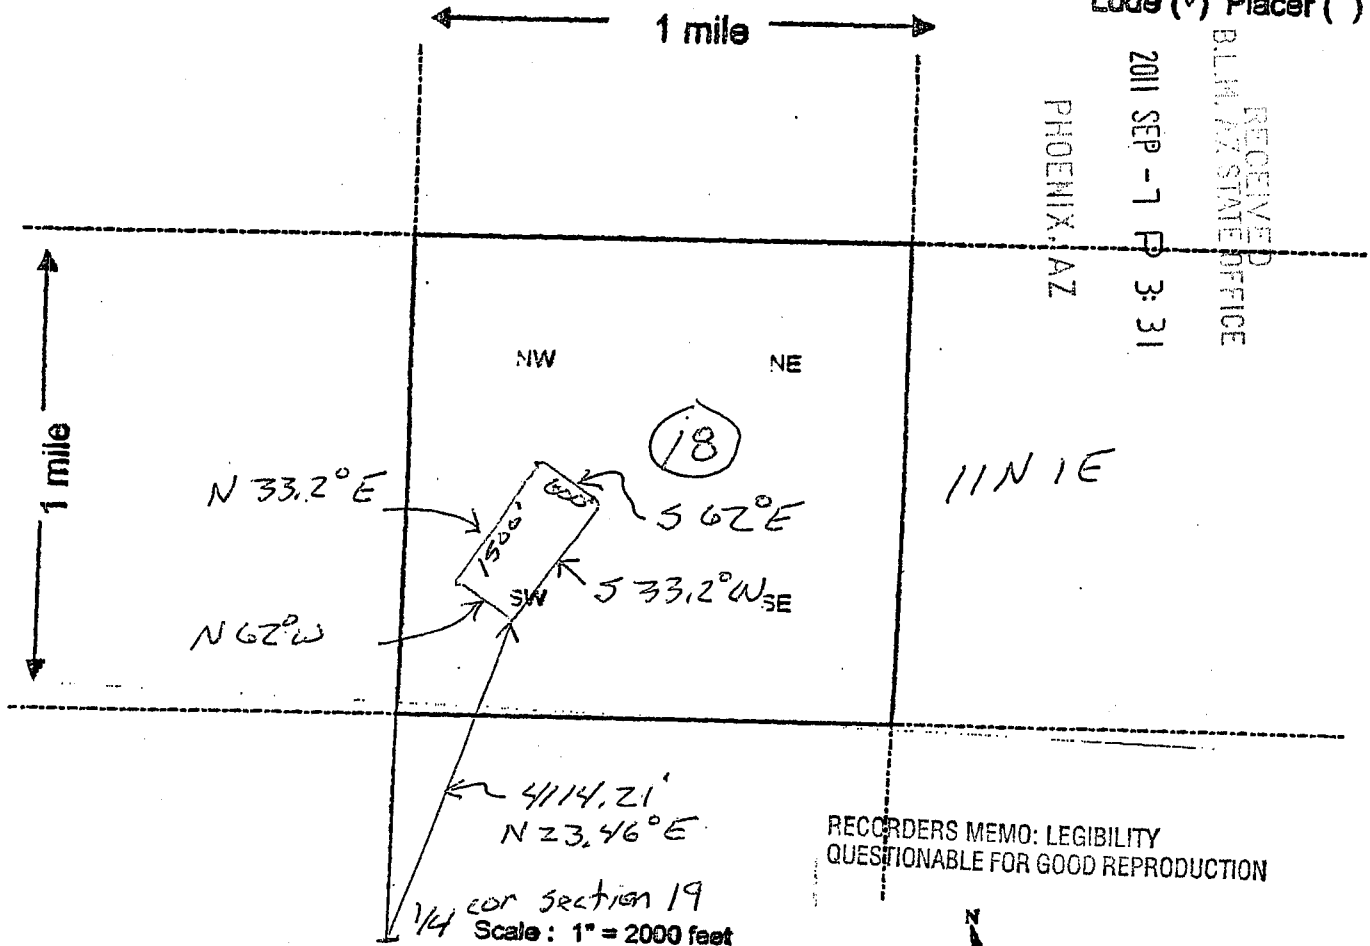 Lode (√) Placer ( )
1 mile
RECEIVED
B.L.M. AZ STATE OFFICE
2011 SEP -7 P 3:31
PHOENIX, AZ
NW
NE
18
1 mile
11N 1E
N 33.2°E
600'
S 62°E
1500'
SW
S 33.2°W
SE
N 62°W
4114.21'
N 23.46°E
RECORDERS MEMO: LEGIBILITY
QUESTIONABLE FOR GOOD REPRODUCTION
1/4 cor section 19
Scale: 1" = 2000 feet
N